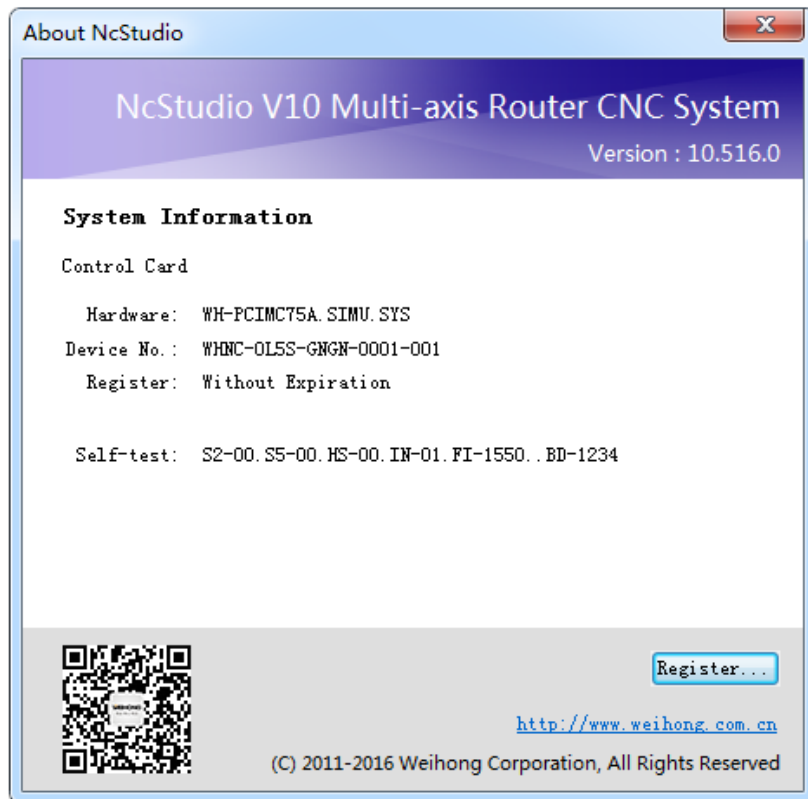 About NcStudio
NcStudio V10 Multi-axis Router CNC System
Version : 10.516.0
System Information
Control Card
Hardware: WH-PCIMC75A.SIMU.SYS
Device No.: WHNC-0L5S-GNGN-0001-001
Register: Without Expiration
Self-test: S2-00.S5-00.HS-00.IN-01.FI-1550..BD-1234
WEIHONG
Register...
http://www.weihong.com.cn
(C) 2011-2016 Weihong Corporation, All Rights Reserved